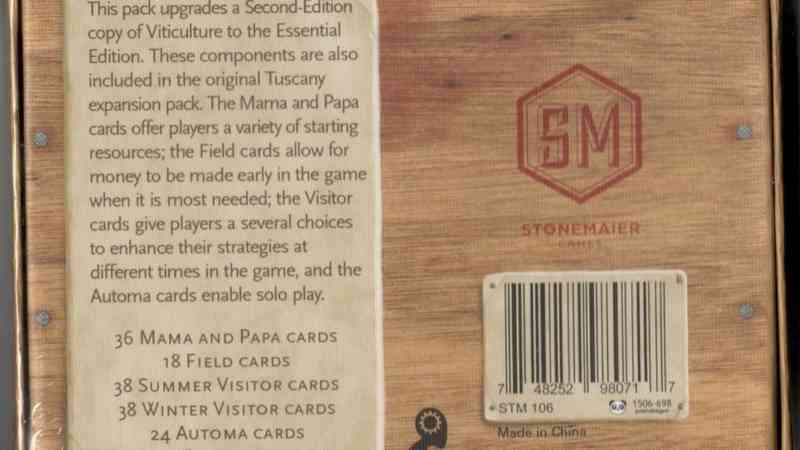 This pack upgrades a Second-Edition
copy of Viticulture to the Essential
Edition. These components are also
included in the original Tuscany
expansion pack. The Mama and Papa
cards offer players a variety of starting
resources; the Field cards allow for
money to be made early in the game
when it is most needed; the Visitor
cards give players a several choices
to enhance their strategies at
different times in the game, and the
Automa cards enable solo play.
36 Mama and Papa cards
18 Field cards
38 Summer Visitor cards
38 Winter Visitor cards
24 Automa cards
SM
STONEMAIER
GAMES
7 48252 98071 7
STM 106
1506-698
Made in China